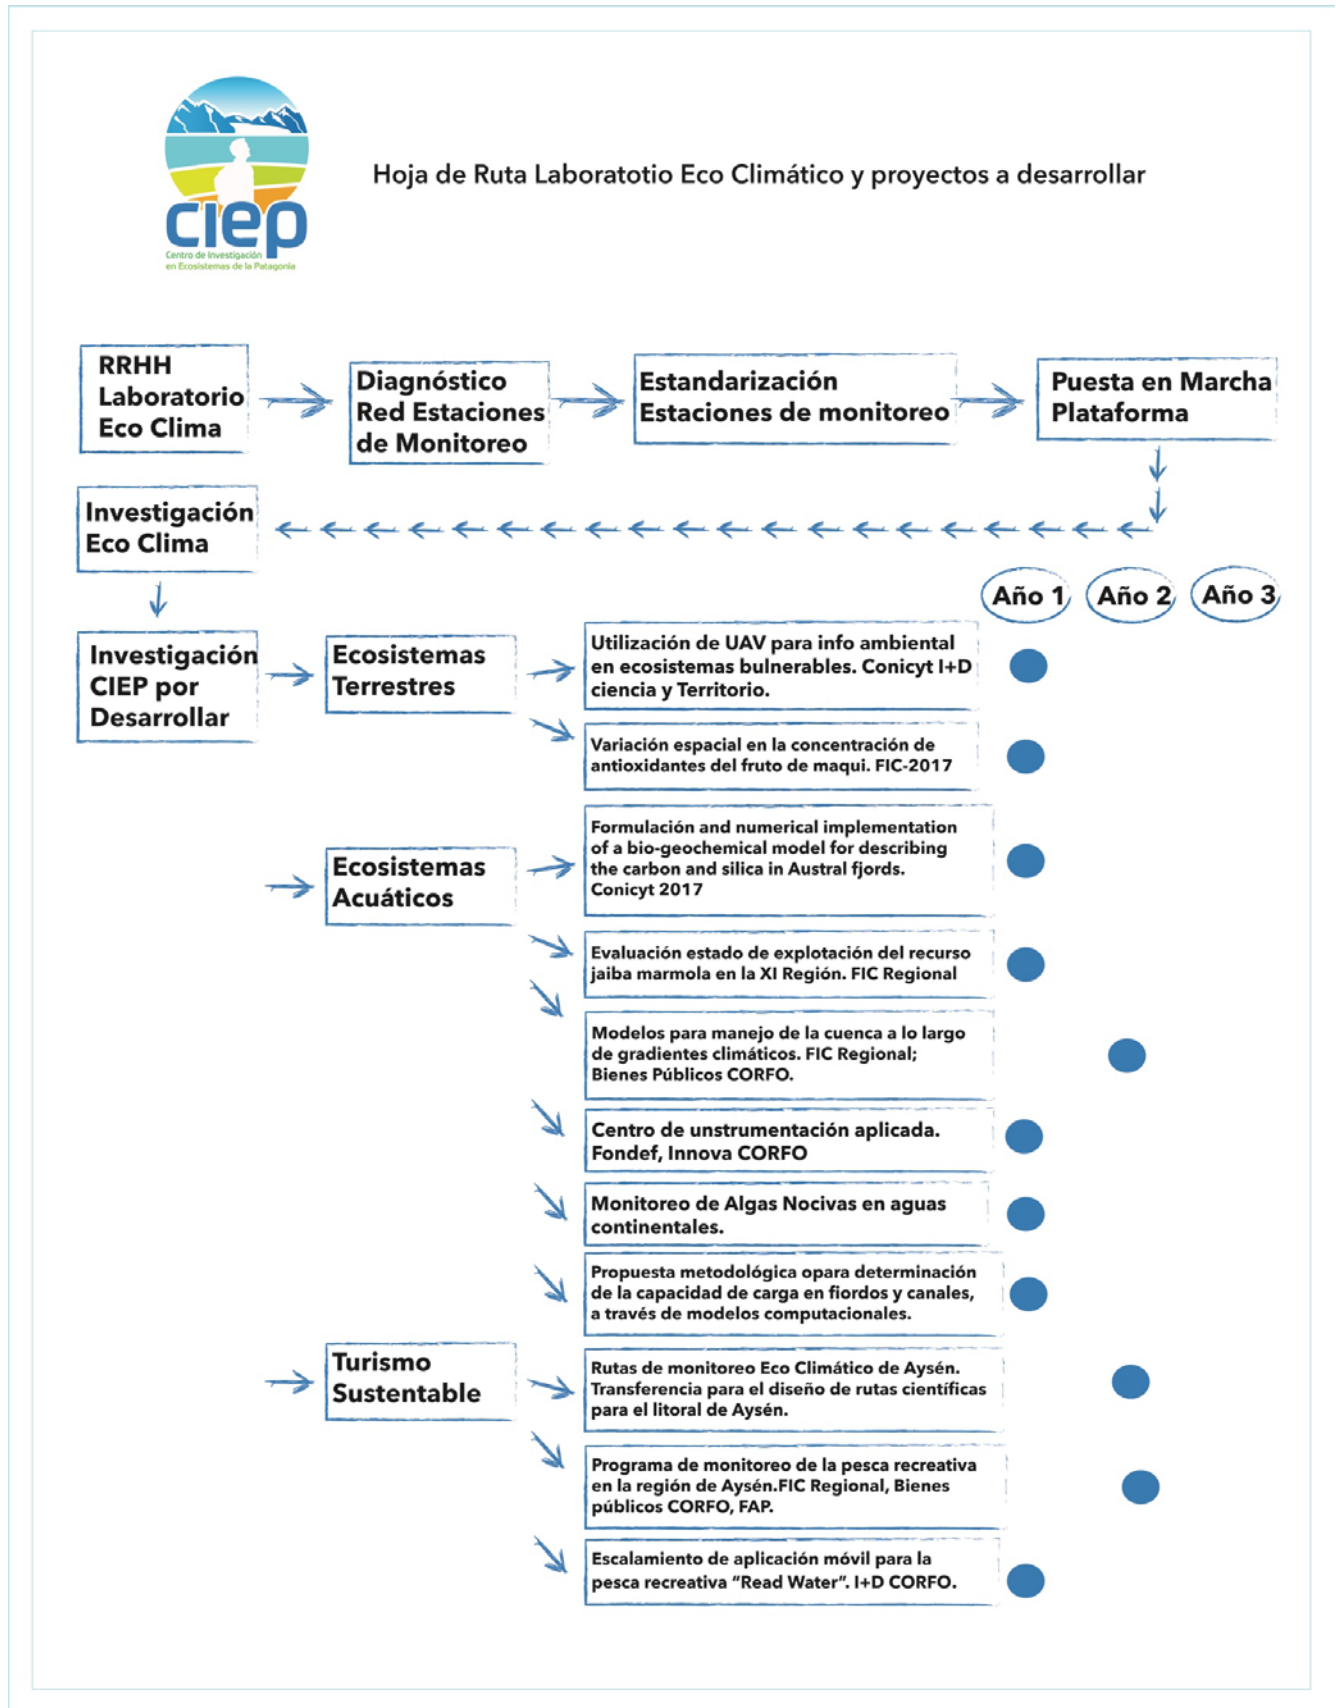 ciep
Centro de Investigación
en Ecosistemas de la Patagonia
Hoja de Ruta Laboratotio Eco Climático y proyectos a desarrollar
RRHH
Laboratorio
Eco Clima
Diagnóstico
Red Estaciones
de Monitoreo
Estandarización
Estaciones de monitoreo
Puesta en Marcha
Plataforma
Investigación
Eco Clima
Año 1
Año 2
Año 3
Investigación
CIEP por
Desarrollar
Ecosistemas
Terrestres
Utilización de UAV para info ambiental
en ecosistemas bulnerables. Conicyt I+D
ciencia y Territorio.
Variación espacial en la concentración de
antioxidantes del fruto de maqui. FIC-2017
Ecosistemas
Acuáticos
Formulación and numerical implementation
of a bio-geochemical model for describing
the carbon and silica in Austral fjords.
Conicyt 2017
Evaluación estado de explotación del recurso
jaiba marmola en la XI Región. FIC Regional
Modelos para manejo de la cuenca a lo largo
de gradientes climáticos. FIC Regional;
Bienes Públicos CORFO.
Centro de unstrumentación aplicada.
Fondef, Innova CORFO
Monitoreo de Algas Nocivas en aguas
continentales.
Propuesta metodológica opara determinación
de la capacidad de carga en fiordos y canales,
a través de modelos computacionales.
Turismo
Sustentable
Rutas de monitoreo Eco Climático de Aysén.
Transferencia para el diseño de rutas científicas
para el litoral de Aysén.
Programa de monitoreo de la pesca recreativa
en la región de Aysén.FIC Regional, Bienes
públicos CORFO, FAP.
Escalamiento de aplicación móvil para la
pesca recreativa “Read Water”. I+D CORFO.